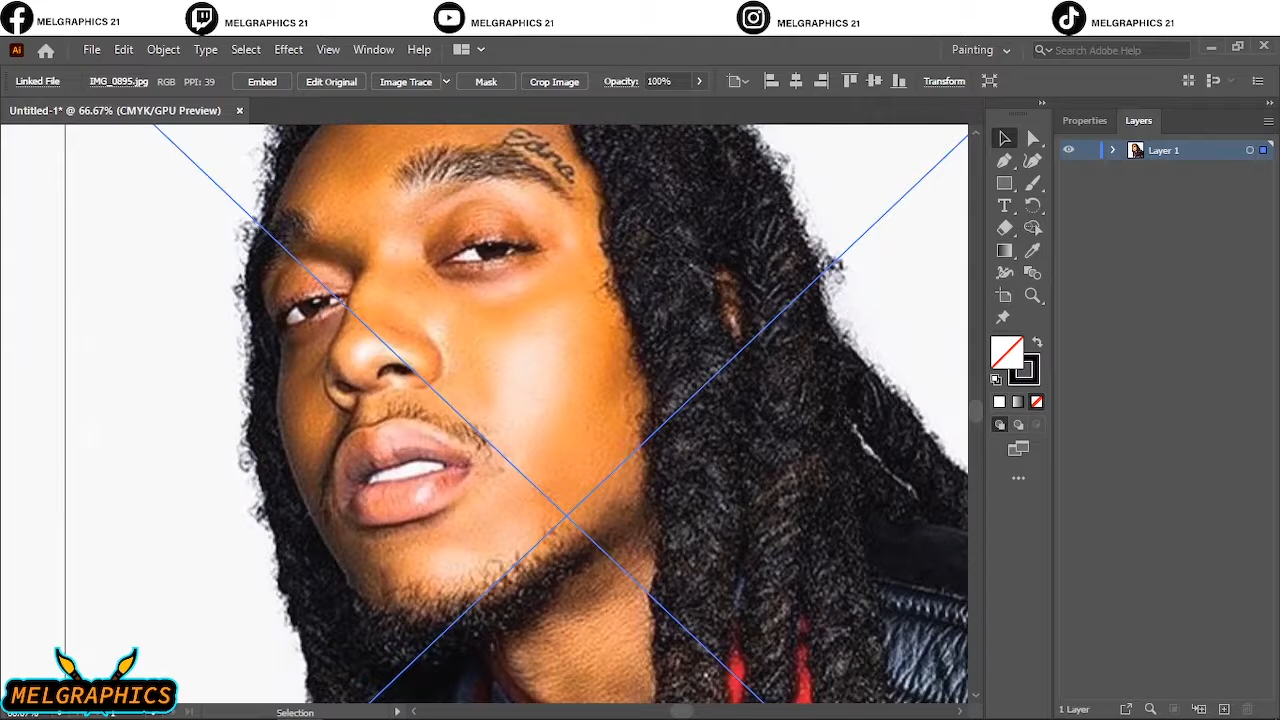 MELGRAPHICS 21 MELGRAPHICS 21 MELGRAPHICS 21 MELGRAPHICS 21 MELGRAPHICS 21
Ai File Edit Object Type Select Effect View Window Help Painting Search Adobe Help
Linked File IMG_0895.jpg RGB PPI: 39 Embed Edit Original Image Trace Mask Crop Image Opacity: 100% Transform
Untitled-1* @ 66.67% (CMYK/GPU Preview)
Properties Layers
Layer 1
MELGRAPHICS
Selection
1 Layer